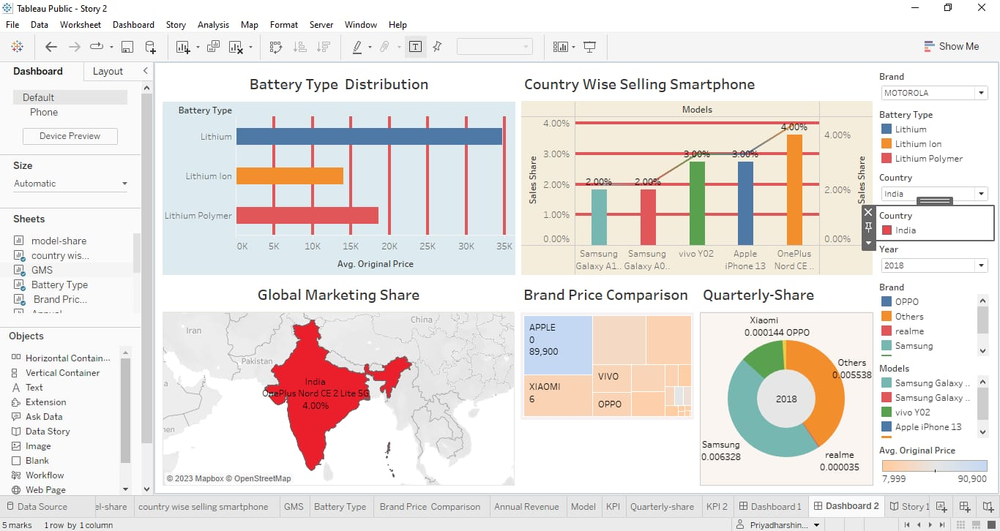 Tableau Public - Story 2
File Data Worksheet Dashboard Story Analysis Map Format Server Window Help
Show Me
Dashboard Layout
Default
Phone
Device Preview
Size
Automatic
Sheets
model-share
country wis...
GMS
Battery Type
Brand Pric...
Objects
Horizontal Contain...
Vertical Container
Text
Extension
Ask Data
Data Story
Image
Blank
Workflow
Web Page
Battery Type Distribution
Battery Type
Lithium
Lithium Ion
Lithium Polymer
0K 5K 10K 15K 20K 25K 30K 35K
Avg. Original Price
Country Wise Selling Smartphone
Models
Sales Share
4.00%
3.00%
2.00%
1.00%
0.00%
2.00% 2.00% 3.00% 3.00% 4.00%
4.00%
2.00%
0.00%
Sales Share
Samsung Galaxy A1..
Samsung Galaxy A0..
vivo Y02
Apple iPhone 13
OnePlus Nord CE ..
Global Marketing Share
Iran
China
Pakistan
India
OnePlus Nord CE 2 Lite 5G
4.00%
© 2023 Mapbox © OpenStreetMap
Brand Price Comparison
APPLE
0
89,900
XIAOMI
6
VIVO
OPPO
Quarterly-Share
Xiaomi
0.000144 OPPO
Others
0.005538
2018
Samsung
0.006328
realme
0.000035
Brand
MOTOROLA
Battery Type
Lithium
Lithium Ion
Lithium Polymer
Country
India
Country
India
Year
2018
Brand
OPPO
Others
realme
Samsung
Models
Samsung Galaxy ..
Samsung Galaxy ..
vivo Y02
Apple iPhone 13
Avg. Original Price
7,999 90,900
Data Source el-share country wise selling smartphone GMS Battery Type Brand Price Comparison Annual Revenue Model KPI Quarterly-share KPI 2 Dashboard 1 Dashboard 2 Story 1
5 marks 1 row by 1 column Priyadharshin...